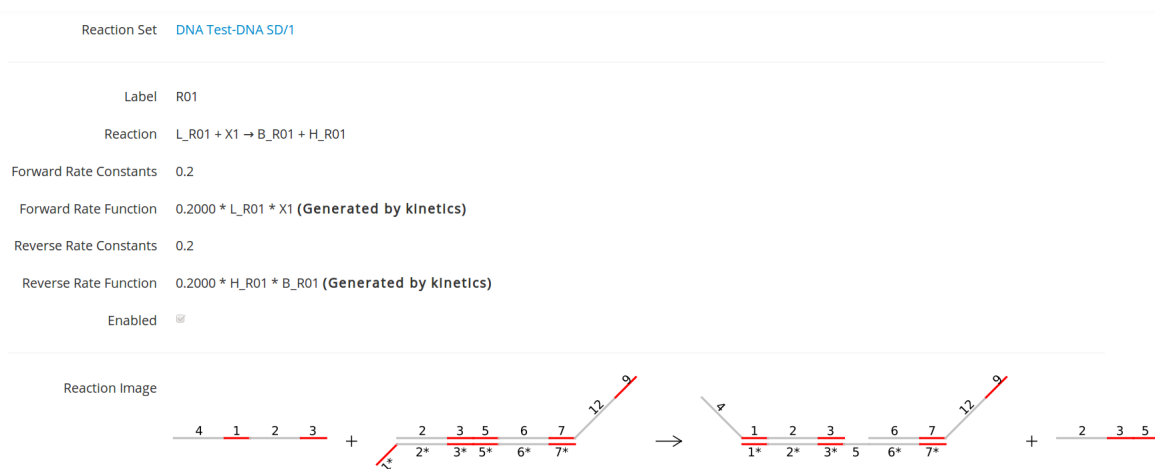 Reaction Set DNA Test-DNA SD/1
Label R01
Reaction L_R01 + X1 → B_R01 + H_R01
Forward Rate Constants 0.2
Forward Rate Function 0.2000 * L_R01 * X1 (Generated by kinetics)
Reverse Rate Constants 0.2
Reverse Rate Function 0.2000 * H_R01 * B_R01 (Generated by kinetics)
Enabled
Reaction Image
4 1 2 3 + 2 3 5 6 7 12 9 → 4 1 2 3 6 7 12 9 + 2 3 5
1* 2* 3* 5* 6* 7* 1* 2* 3* 5 6* 7*